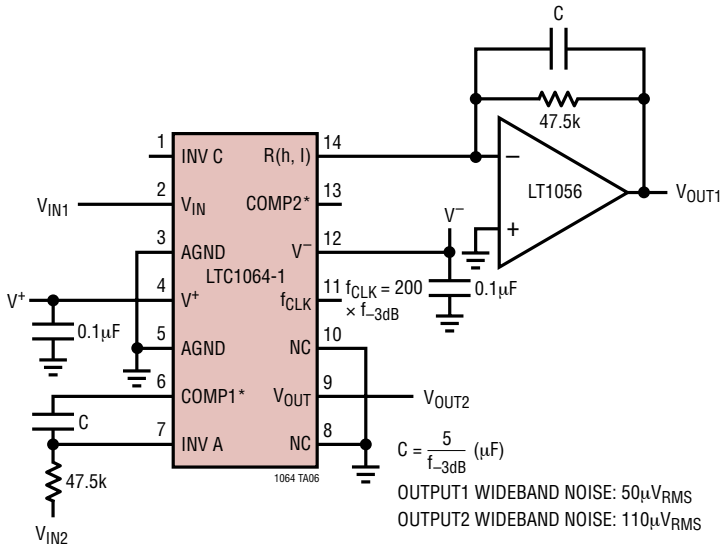 C
47.5k
LT1056
−
+
V_OUT1
V_IN1
V_IN2
V_OUT2
V⁺
V⁻
1 INV C
2 V_IN
3 AGND
4 V⁺
5 AGND
6 COMP1*
7 INV A
LTC1064-1
R(h, I) 14
COMP2* 13
V⁻ 12
f_CLK 11
NC 10
V_OUT 9
NC 8
f_CLK = 200
× f_–3dB
0.1µF
0.1µF
C
47.5k
1064 TA06
C = 5/f_–3dB (µF)
OUTPUT1 WIDEBAND NOISE: 50µV_RMS
OUTPUT2 WIDEBAND NOISE: 110µV_RMS